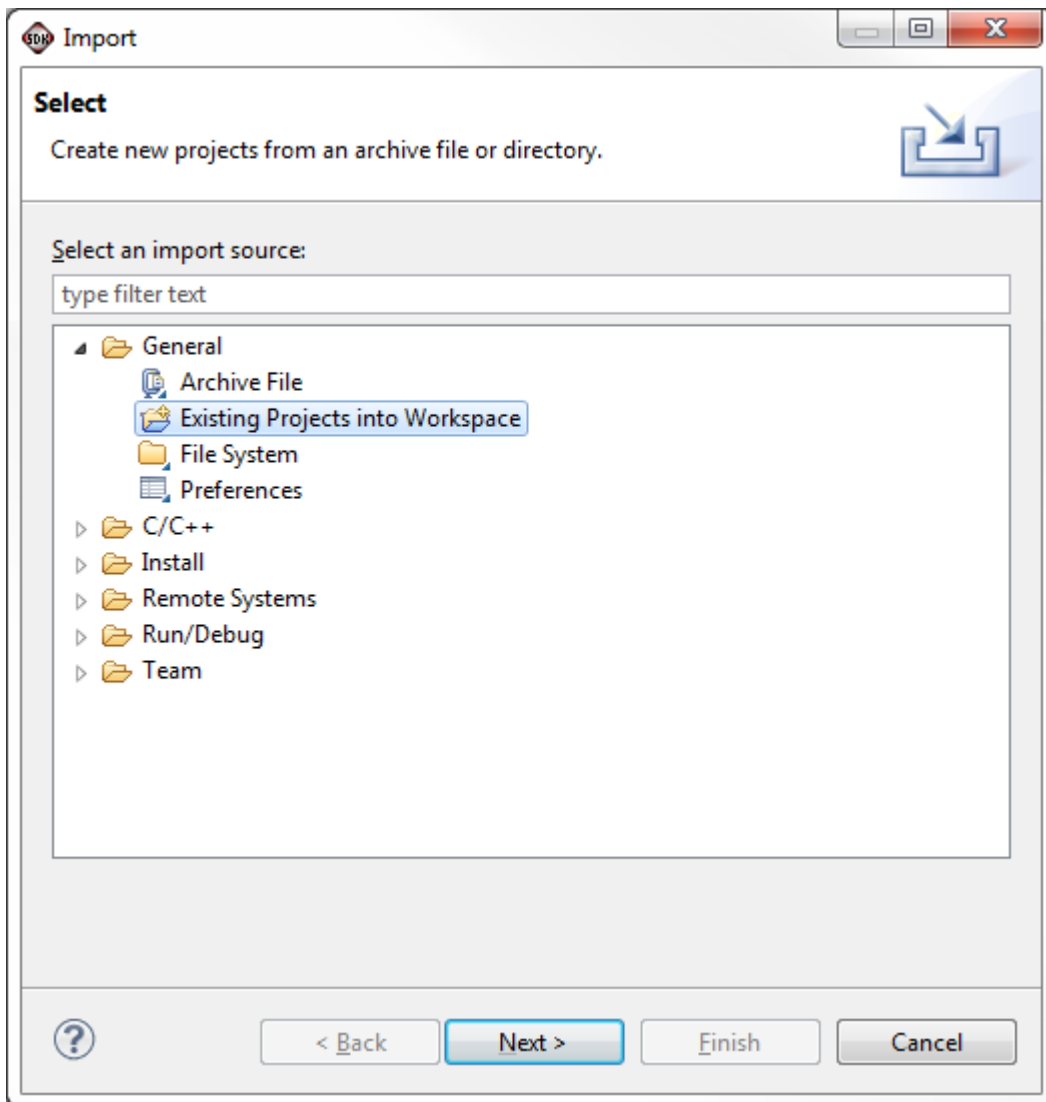 SDK Import
Select
Create new projects from an archive file or directory.
Select an import source:
type filter text
General
Archive File
Existing Projects into Workspace
File System
Preferences
C/C++
Install
Remote Systems
Run/Debug
Team
? < Back Next > Finish Cancel